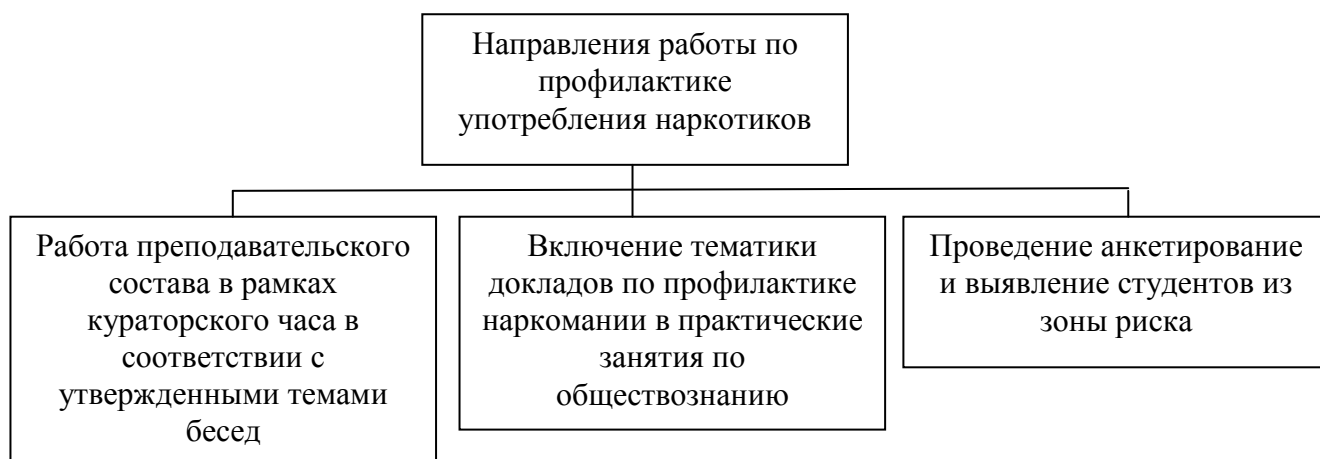 Направления работы по
профилактике
употребления наркотиков
Работа преподавательского
состава в рамках
кураторского часа в
соответствии с
утвержденными темами
бесед
Включение тематики
докладов по профилактике
наркомании в практические
занятия по
обществознанию
Проведение анкетирование
и выявление студентов из
зоны риска